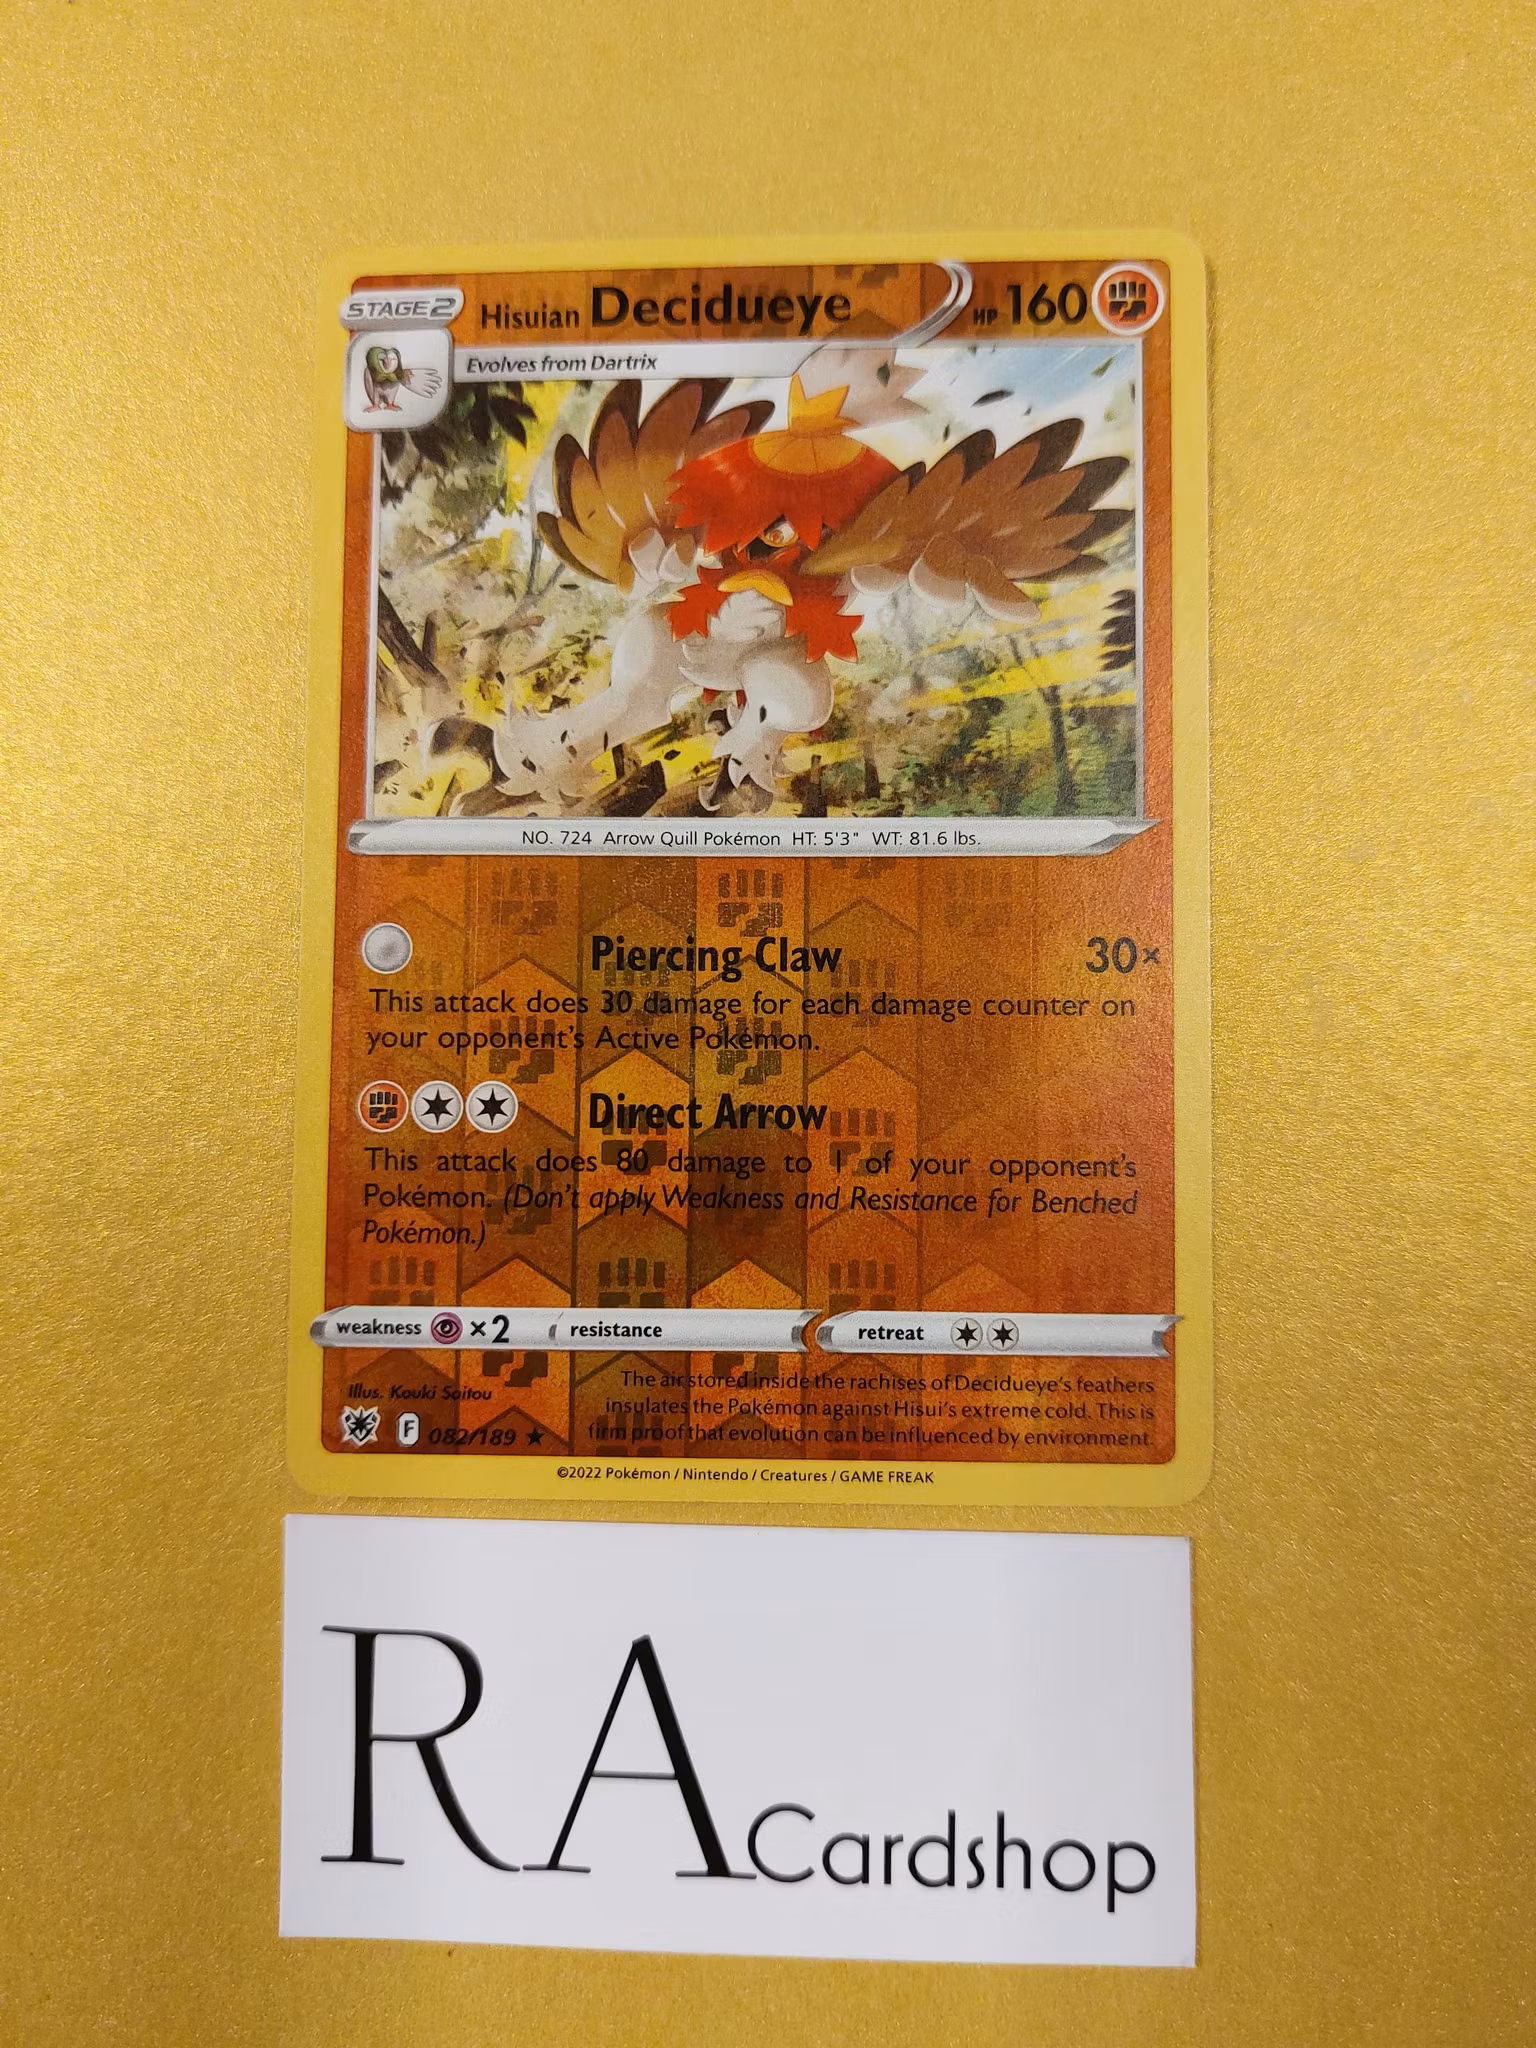 STAGE 2
Hisuian Decidueye
HP 160
Evolves from Dartrix
NO. 724 Arrow Quill Pokémon HT: 5'3" WT: 81.6 lbs.
Piercing Claw 30×
This attack does 30 damage for each damage counter on
your opponent's Active Pokémon.
Direct Arrow
This attack does 80 damage to 1 of your opponent's
Pokémon. (Don't apply Weakness and Resistance for Benched
Pokémon.)
weakness ×2 resistance retreat
Illus. Kouki Saitou
The air stored inside the rachises of Decidueye's feathers
insulates the Pokémon against Hisui's extreme cold. This is
firm proof that evolution can be influenced by environment.
F 082/189 ★
©2022 Pokémon / Nintendo / Creatures / GAME FREAK
RA Cardshop